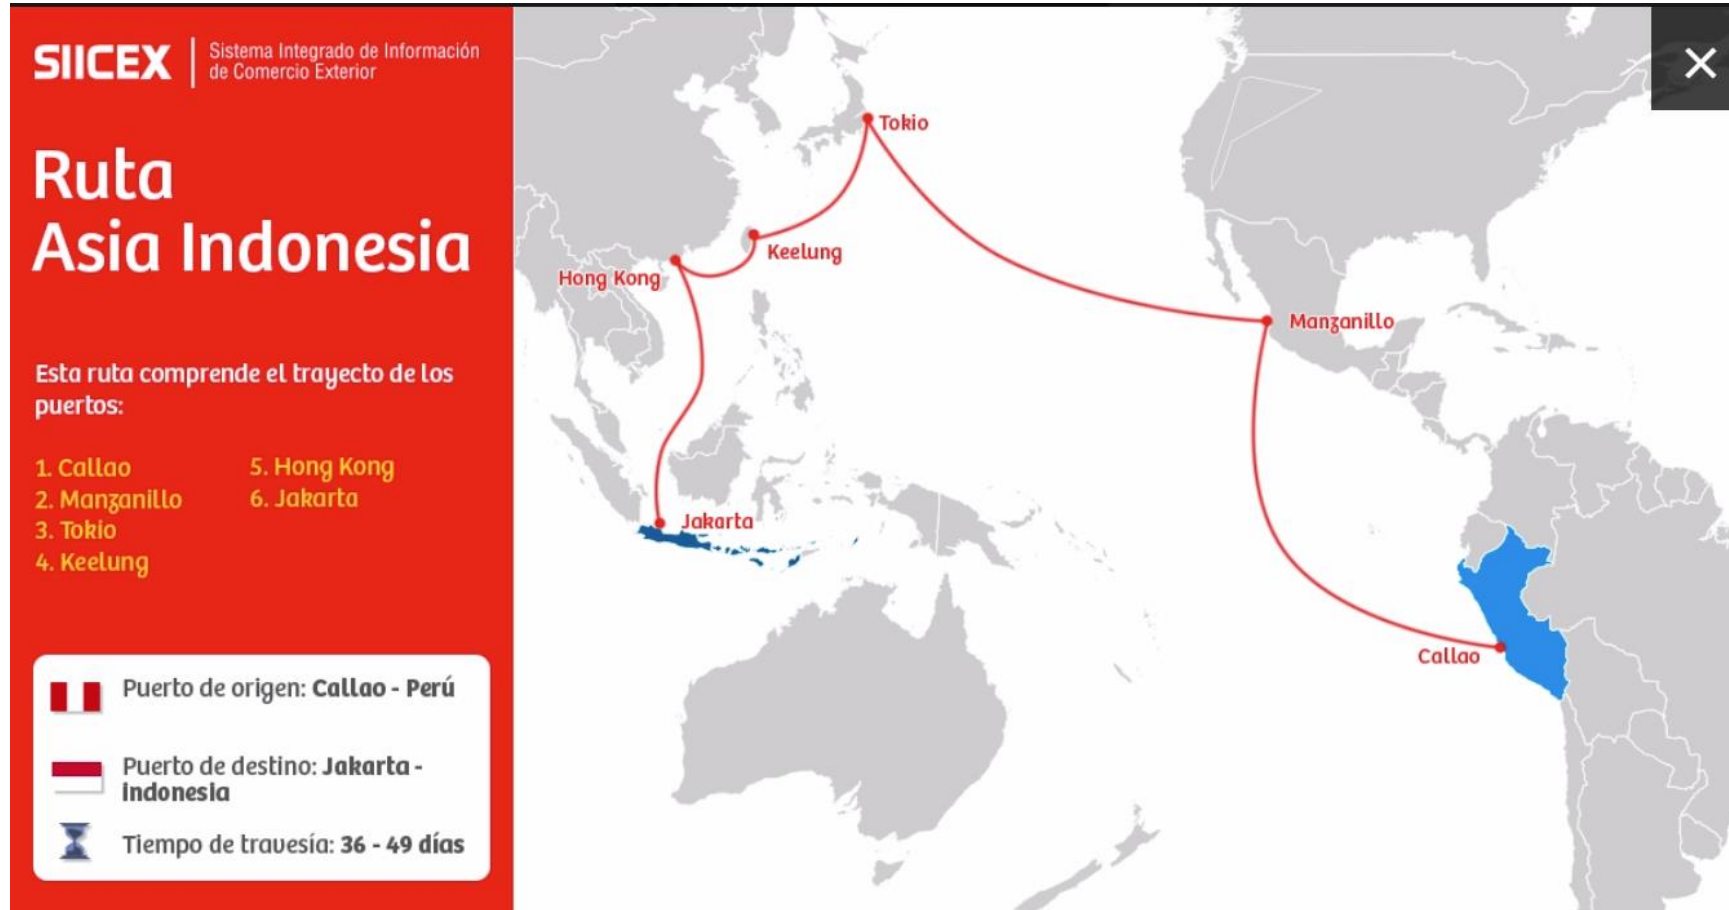 SIICEX
Sistema Integrado de Información
de Comercio Exterior
Ruta
Asia Indonesia
Esta ruta comprende el trayecto de los
puertos:
1. Callao
2. Manzanillo
3. Tokio
4. Keelung
5. Hong Kong
6. Jakarta
Puerto de origen: Callao - Perú
Puerto de destino: Jakarta -
indonesia
Tiempo de travesía: 36 - 49 días
Tokio
Keelung
Hong Kong
Manzanillo
Jakarta
Callao